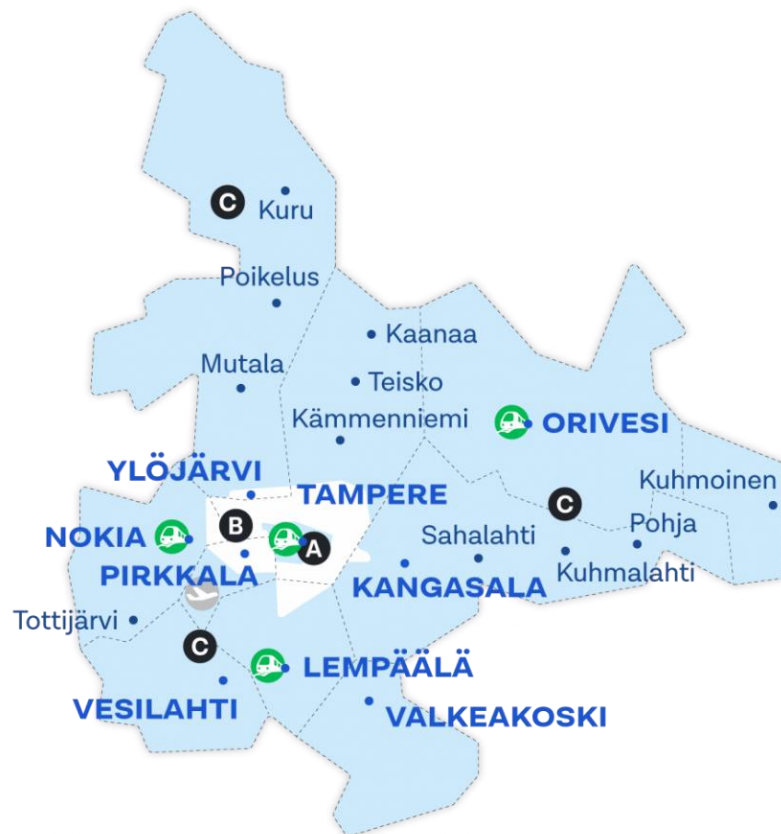 C
Kuru
Poikelus
Kaanaa
Mutala
Teisko
Kämmenniemi
ORIVESI
YLÖJÄRVI
TAMPERE
Kuhmoinen
C
B
NOKIA
A
Sahalahti
Pohja
PIRKKALA
KANGASALA
Kuhmalahti
Tottijärvi
C
LEMPÄÄLÄ
VESILAHTI
VALKEAKOSKI